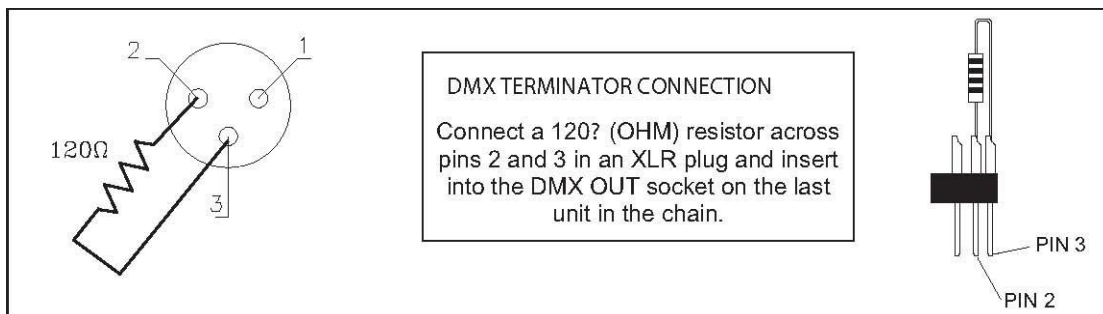 2
1
120Ω
3
DMX TERMINATOR CONNECTION
Connect a 120? (OHM) resistor across
pins 2 and 3 in an XLR plug and insert
into the DMX OUT socket on the last
unit in the chain.
PIN 3
PIN 2